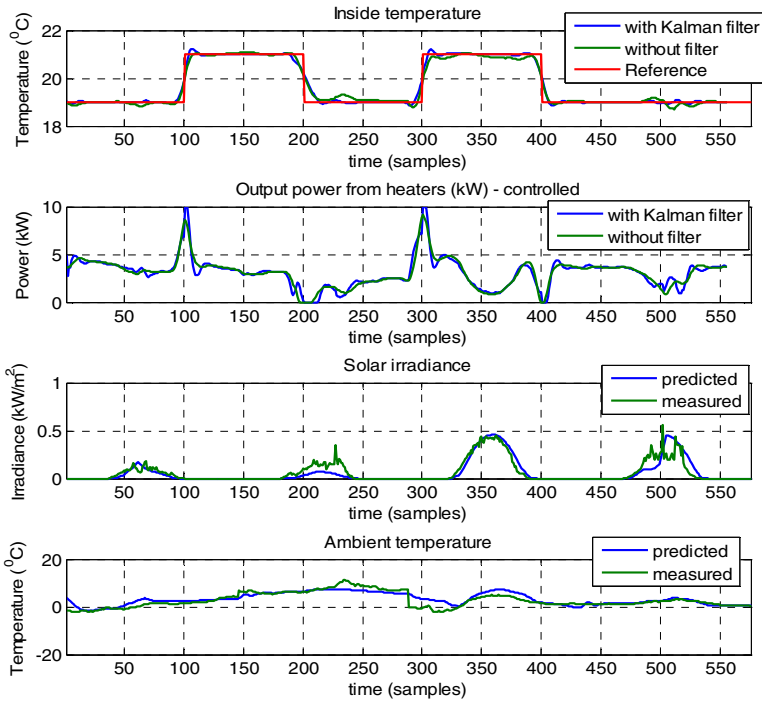 Inside temperature
Temperature (⁰C)
22
20
18
with Kalman filter
without filter
Reference
50 100 150 200 250 300 350 400 450 500 550
time (samples)
Output power from heaters (kW) - controlled
Power (kW)
10
5
0
with Kalman filter
without filter
50 100 150 200 250 300 350 400 450 500 550
time (samples)
Solar irradiance
Irradiance (kW/m²)
1
0.5
0
predicted
measured
50 100 150 200 250 300 350 400 450 500 550
time (samples)
Ambient temperature
Temperature (⁰C)
20
0
-20
predicted
measured
50 100 150 200 250 300 350 400 450 500 550
time (samples)